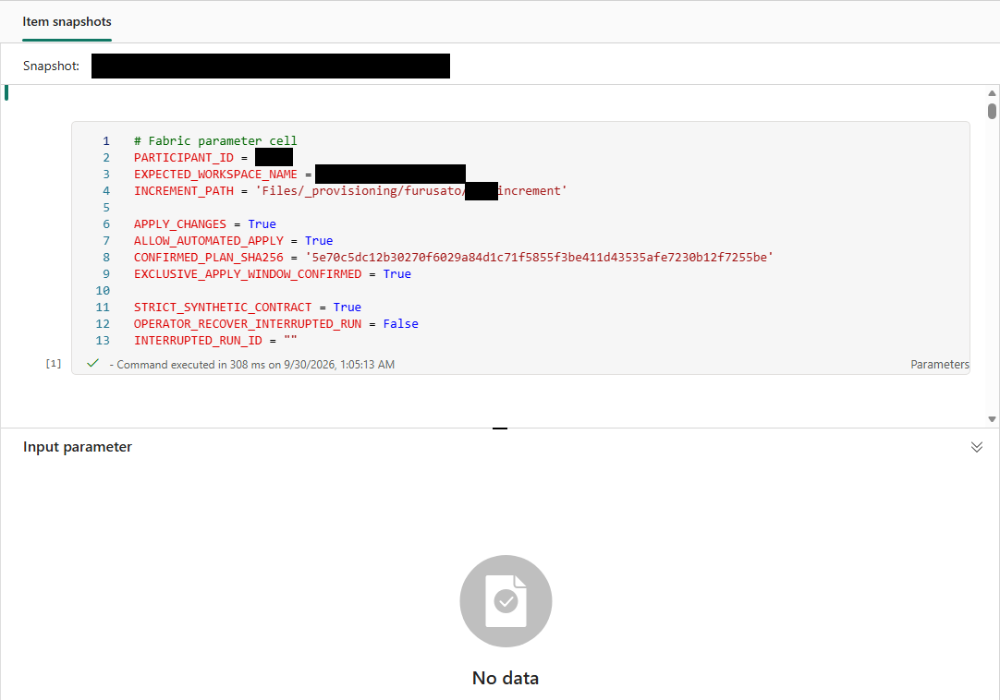 Item snapshots
Snapshot:
1 # Fabric parameter cell
2 PARTICIPANT_ID =
3 EXPECTED_WORKSPACE_NAME =
4 INCREMENT_PATH = 'Files/_provisioning/furusato/ increment'
5
6 APPLY_CHANGES = True
7 ALLOW_AUTOMATED_APPLY = True
8 CONFIRMED_PLAN_SHA256 = '5e70c5dc12b30270f6029a84d1c71f5855f3be411d43535afe7230b12f7255be'
9 EXCLUSIVE_APPLY_WINDOW_CONFIRMED = True
10
11 STRICT_SYNTHETIC_CONTRACT = True
12 OPERATOR_RECOVER_INTERRUPTED_RUN = False
13 INTERRUPTED_RUN_ID = ""
[1] - Command executed in 308 ms on 9/30/2026, 1:05:13 AM Parameters
Input parameter
No data